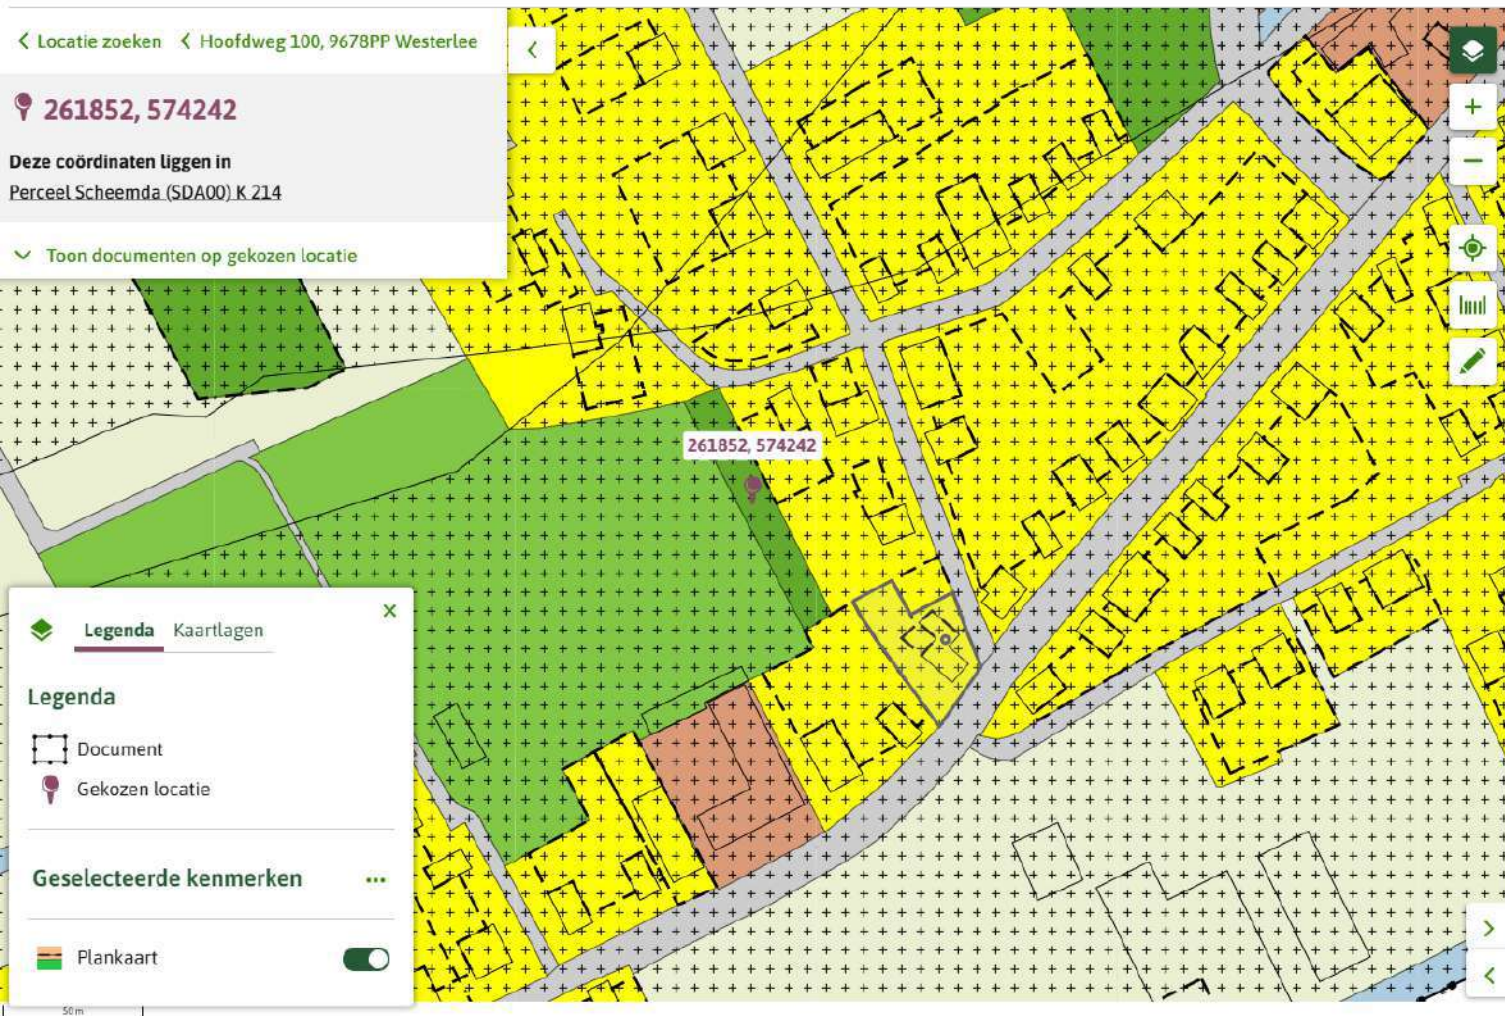 Locatie zoeken Hoofdweg 100, 9678PP Westerlee
261852, 574242
Deze coördinaten liggen in
Perceel Scheemda (SDA00) K 214
Toon documenten op gekozen locatie
261852, 574242
Legenda Kaartlagen
Legenda
Document
Gekozen locatie
Geselecteerde kenmerken
Plankaart
50 m